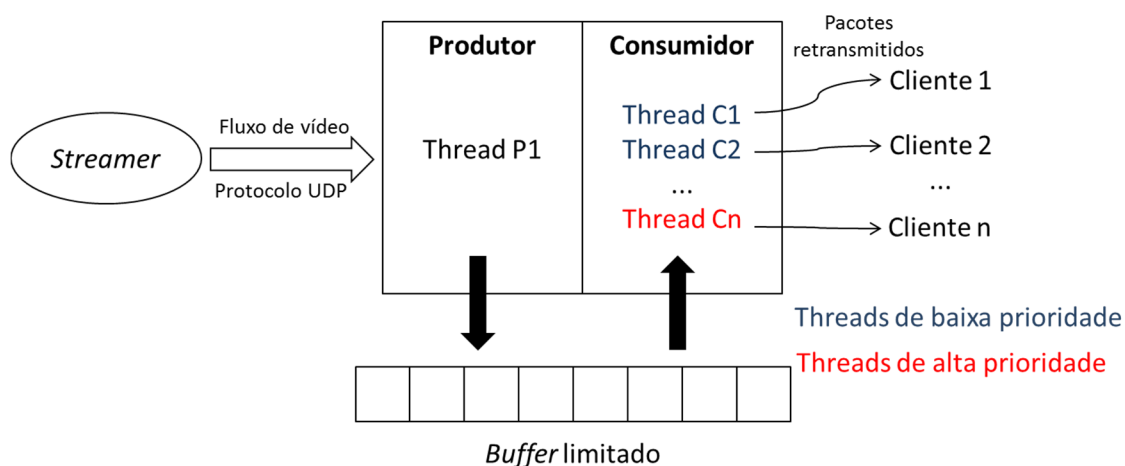 Produtor
Consumidor
Pacotes
retransmitidos
Streamer
Fluxo de vídeo
Protocolo UDP
Thread P1
Thread C1
Thread C2
...
Thread Cn
Cliente 1
Cliente 2
...
Cliente n
Threads de baixa prioridade
Threads de alta prioridade
Buffer limitado